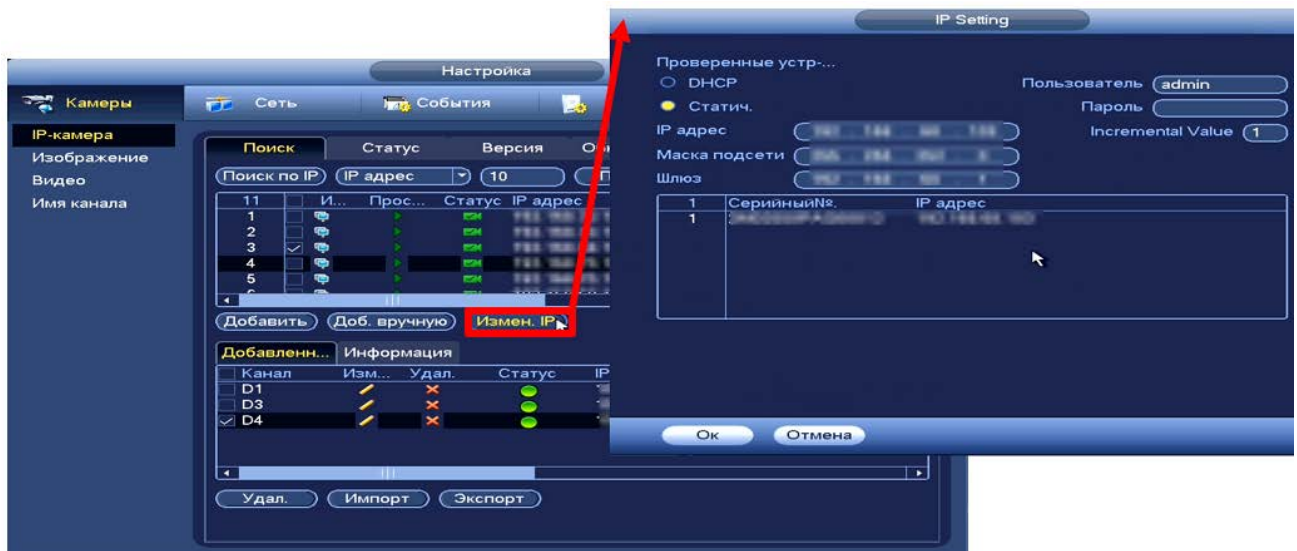 Настройка
Камеры Сеть События
IP-камера
Изображение
Видео
Имя канала
Поиск Статус Версия
Поиск по IP IP адрес 10
11 И... Прос... Статус IP адрес
1
2
3
4
5
Добавить Доб. вручную Измен. IP
Добавленн... Информация
Канал Изм... Удал. Статус IP
D1
D3
D4
Удал. Импорт Экспорт
IP Setting
Проверенные устр-...
DHCP Пользователь admin
Статич. Пароль
IP адрес Incremental Value 1
Маска подсети
Шлюз
1 Серийный№. IP адрес
1
Ок Отмена